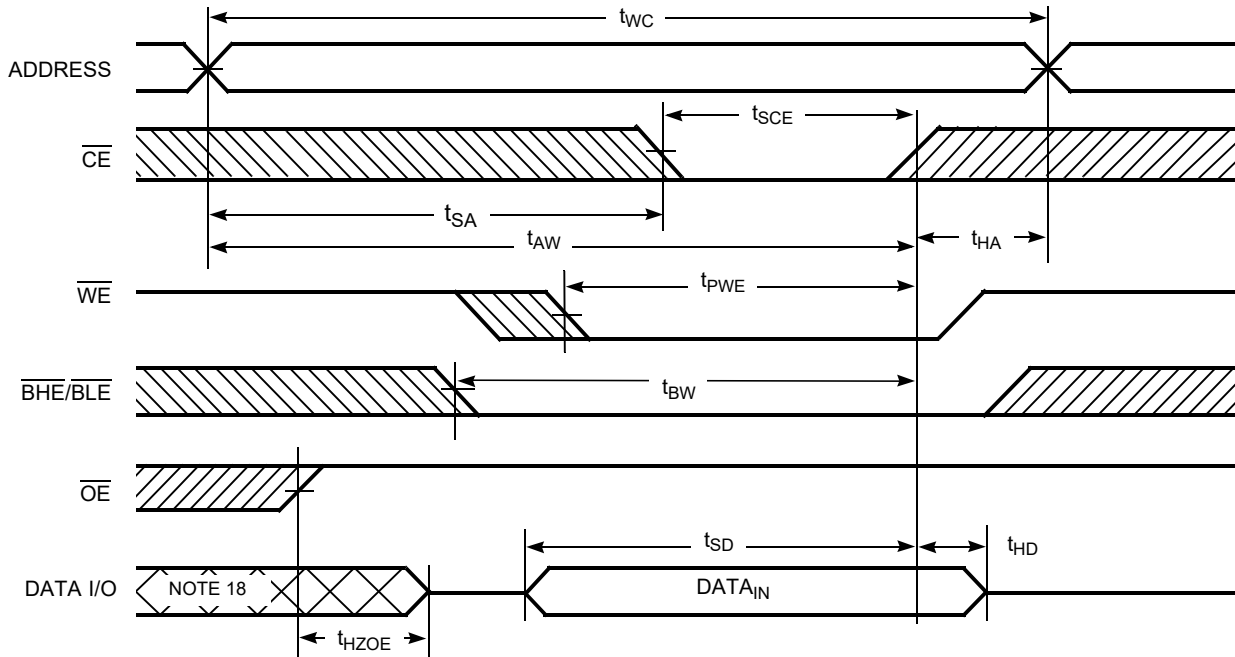 tWC
ADDRESS
tSCE
CE
tSA
tAW
tHA
WE
tPWE
BHE/BLE
tBW
OE
tSD
tHD
DATA I/O
NOTE 18
DATAIN
tHZOE